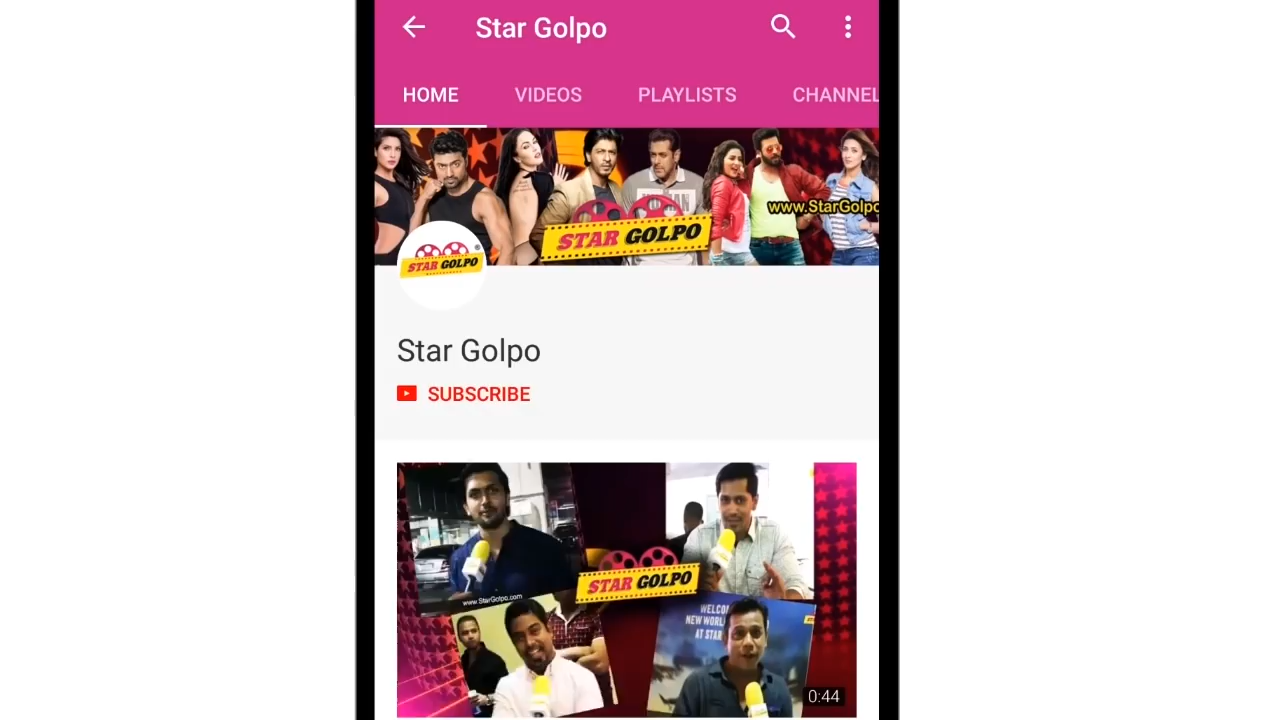 Star Golpo
HOME VIDEOS PLAYLISTS CHANNEL
www.StarGolpo
STAR GOLPO
STAR GOLPO
Star Golpo
SUBSCRIBE
STAR GOLPO
www.StarGolpo.com
WELCO
NEW WORL
AT STAR
0:44